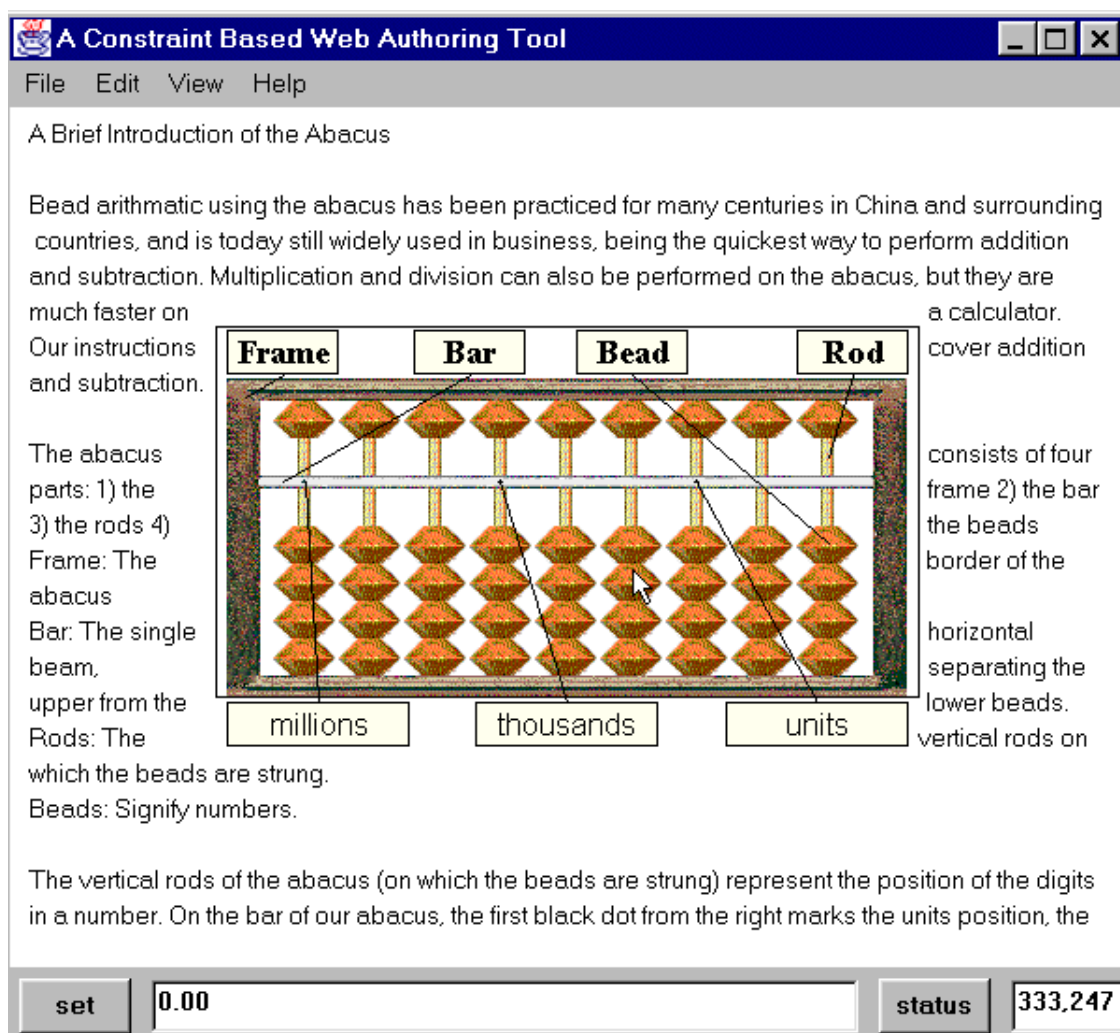 A Constraint Based Web Authoring Tool
File Edit View Help
A Brief Introduction of the Abacus
Bead arithmatic using the abacus has been practiced for many centuries in China and surrounding
countries, and is today still widely used in business, being the quickest way to perform addition
and subtraction. Multiplication and division can also be performed on the abacus, but they are
much faster on a calculator.
Our instructions cover addition
and subtraction.
Frame Bar Bead Rod
The abacus consists of four
parts: 1) the frame 2) the bar
3) the rods 4) the beads
Frame: The border of the
abacus
Bar: The single horizontal
beam, separating the
upper from the lower beads.
millions thousands units
Rods: The vertical rods on
which the beads are strung.
Beads: Signify numbers.
The vertical rods of the abacus (on which the beads are strung) represent the position of the digits
in a number. On the bar of our abacus, the first black dot from the right marks the units position, the
set 0.00 status 333,247